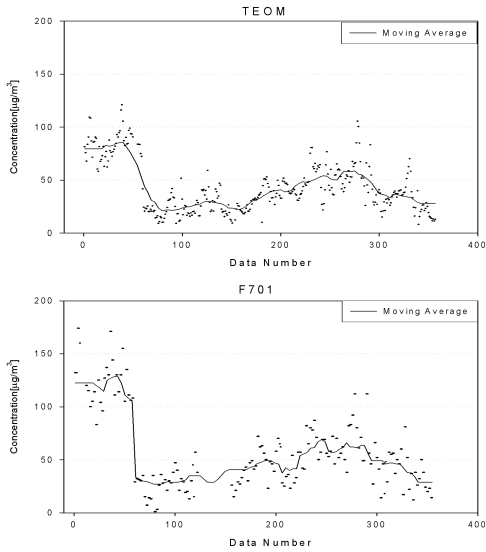 TEOM
200
150
100
50
0
Concentration[µg/m³]
Moving Average
0 100 200 300 400
Data Number
F701
200
150
100
50
0
Concentration[µg/m³]
Moving Average
0 100 200 300 400
Data Number